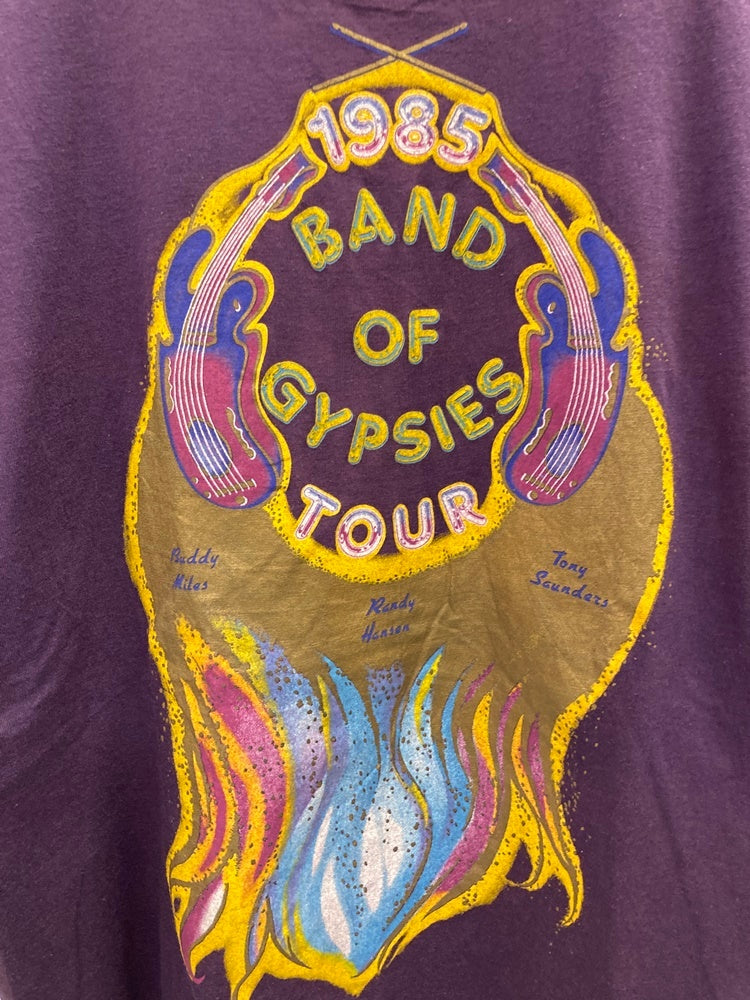 1985
BAND
OF
GYPSIES
TOUR
Buddy
Miles
Randy
Hansen
Tony
Saunders